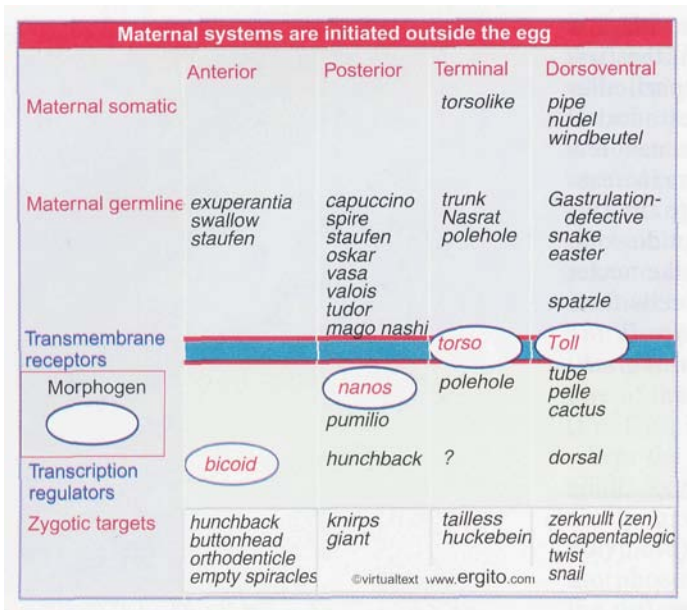 Maternal systems are initiated outside the egg
Anterior Posterior Terminal Dorsoventral
Maternal somatic torsolike pipe
nudel
windbeutel
Maternal germline exuperantia capuccino trunk Gastrulation-
swallow spire Nasrat defective
staufen staufen polehole snake
oskar easter
vasa
valois spatzle
tudor
mago nashi
Transmembrane torso Toll
receptors
Morphogen nanos polehole tube
pelle
pumilio cactus
bicoid hunchback ? dorsal
Transcription
regulators
Zygotic targets hunchback knirps tailless zerknullt (zen)
buttonhead giant huckebein decapentaplegic
orthodenticle twist
empty spiracles ©virtualtext www.ergito.com snail